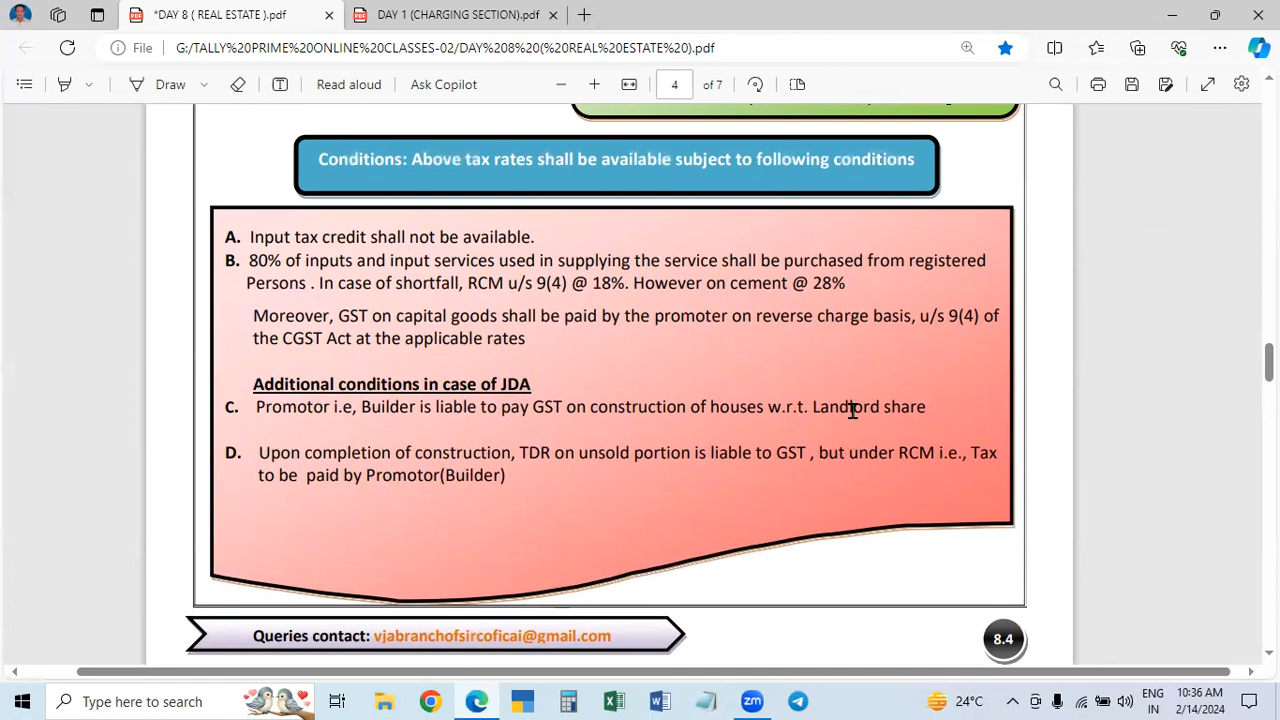 *DAY 8 ( REAL ESTATE ).pdf
DAY 1 (CHARGING SECTION).pdf
File
G:/TALLY%20PRIME%20ONLINE%20CLASSES-02/DAY%208%20(%20REAL%20ESTATE%20).pdf
Draw
Read aloud
Ask Copilot
4
of 7
Conditions: Above tax rates shall be available subject to following conditions
A. Input tax credit shall not be available.
B. 80% of inputs and input services used in supplying the service shall be purchased from registered
Persons . In case of shortfall, RCM u/s 9(4) @ 18%. However on cement @ 28%
Moreover, GST on capital goods shall be paid by the promoter on reverse charge basis, u/s 9(4) of
the CGST Act at the applicable rates
Additional conditions in case of JDA
C. Promotor i.e, Builder is liable to pay GST on construction of houses w.r.t. Landlord share
D. Upon completion of construction, TDR on unsold portion is liable to GST , but under RCM i.e., Tax
to be paid by Promotor(Builder)
Queries contact: vjabranchofsircoficai@gmail.com
8.4
Type here to search
24°C
ENG
IN
10:36 AM
2/14/2024